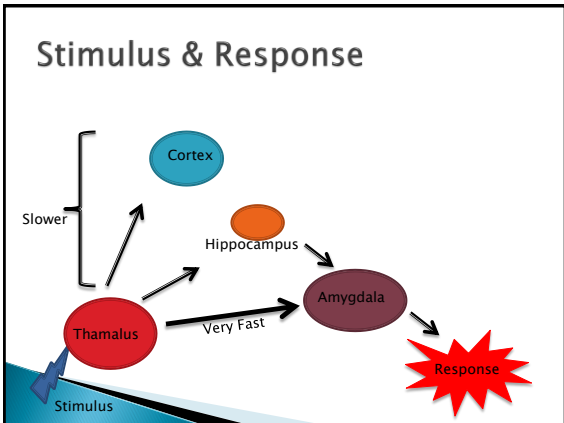 Stimulus & Response
Cortex
Slower
Hippocampus
Amygdala
Very Fast
Thamalus
Response
Stimulus